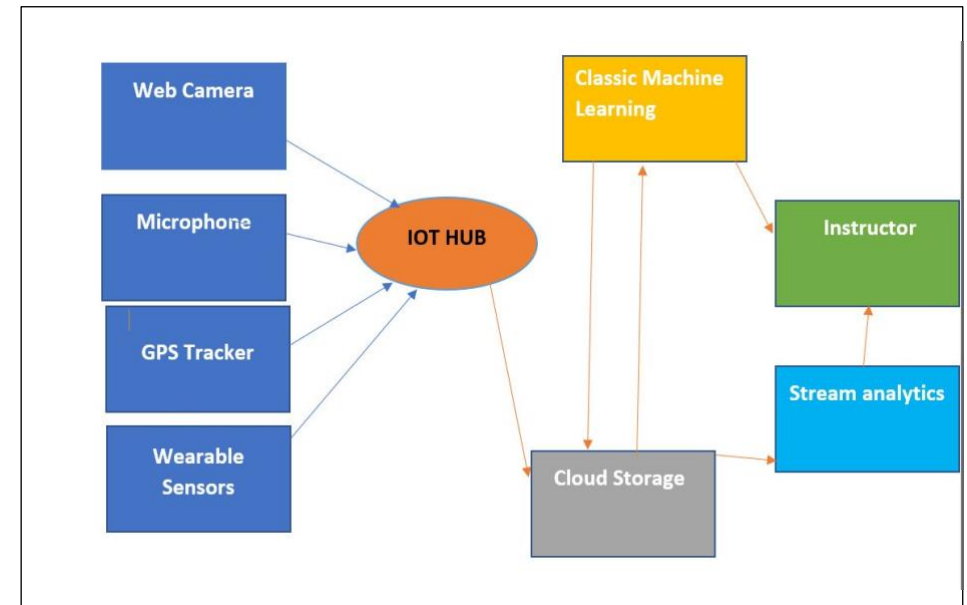 Web Camera
Microphone
GPS Tracker
Wearable
Sensors
IOT HUB
Classic Machine
Learning
Cloud Storage
Instructor
Stream analytics